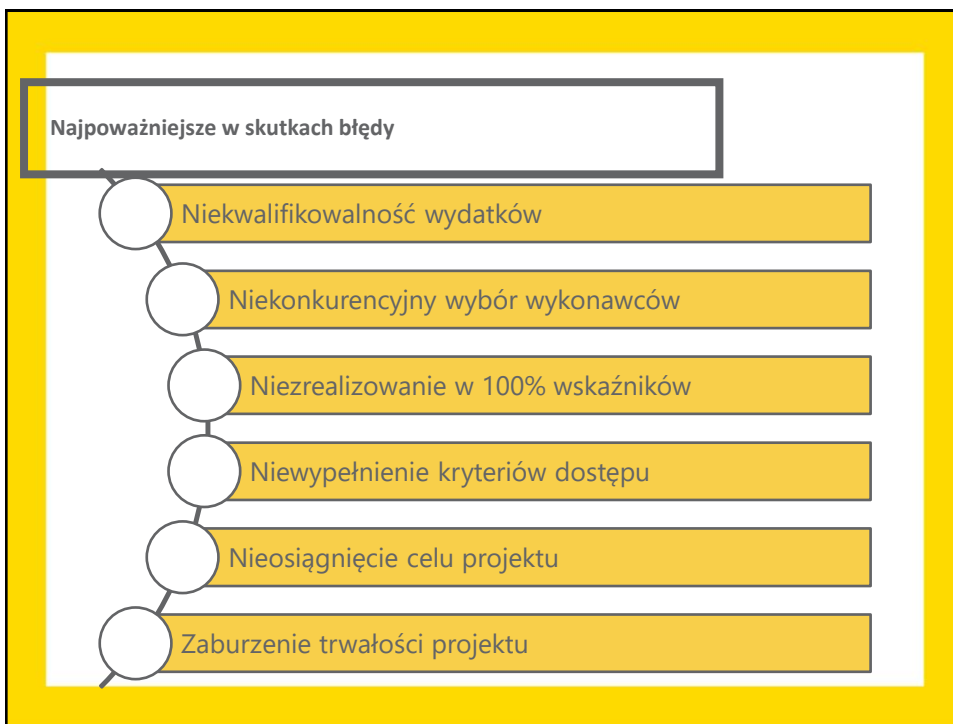 Najpoważniejsze w skutkach błędy
Niekwalifikowalność wydatków
Niekonkurencyjny wybór wykonawców
Niezrealizowanie w 100% wskaźników
Niewypełnienie kryteriów dostępu
Nieosiągnięcie celu projektu
Zaburzenie trwałości projektu